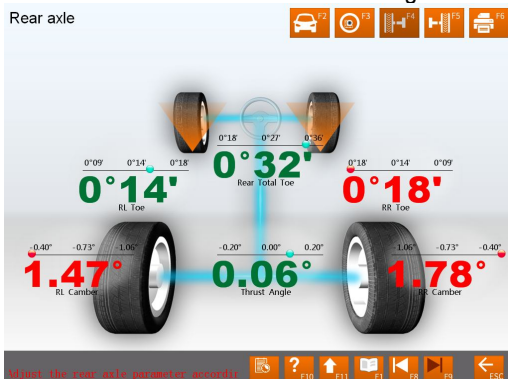 Rear axle
F2 F3 F4 F5 F6
0°18' 0°27' 0°36'
0°32'
Rear Total Toe
0°09' 0°14' 0°18'
0°14'
RL Toe
0°18' 0°14' 0°09'
0°18'
RR Toe
-0.40° -0.73° -1.06°
1.47°
RL Camber
-0.20° 0.00° 0.20°
0.06°
Thrust Angle
-1.06° -0.73° -0.40°
1.78°
RR Camber
Adjust the rear axle parameter accordi
? F10 F11 F1 F8 F9 ESC